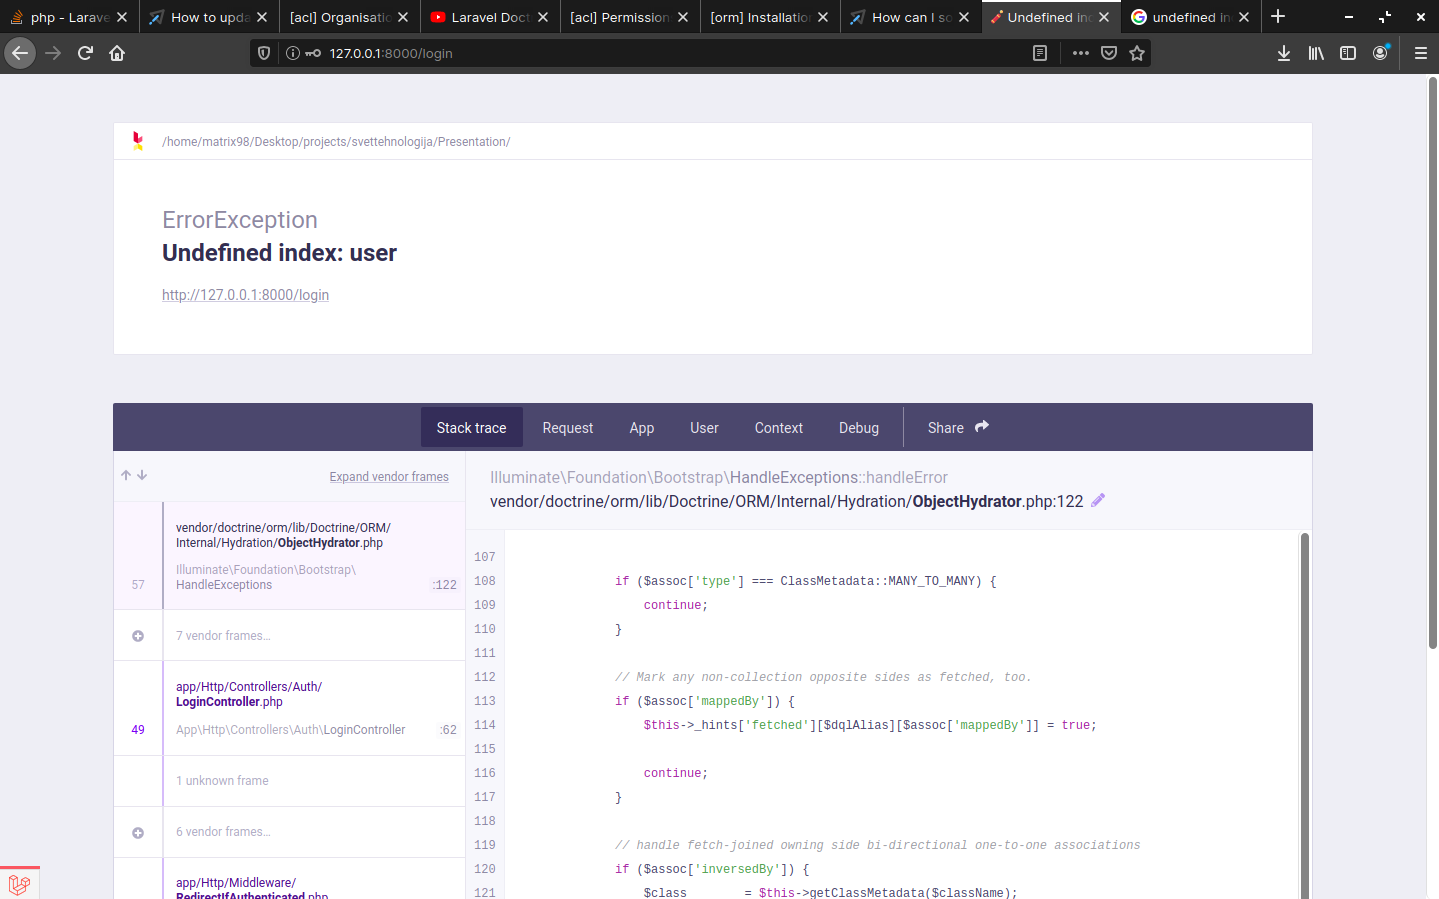 php - Larave
How to upda
[acl] Organisatio
Laravel Doct
[acl] Permission
[orm] Installatio
How can I so
Undefined in
undefined in
127.0.0.1:8000/login
/home/matrix98/Desktop/projects/svettehnologija/Presentation/
ErrorException
Undefined index: user
http://127.0.0.1:8000/login
Stack trace
Request
App
User
Context
Debug
Share
Expand vendor frames
vendor/doctrine/orm/lib/Doctrine/ORM/
Internal/Hydration/ObjectHydrator.php
Illuminate\Foundation\Bootstrap\
57 HandleExceptions :122
7 vendor frames…
app/Http/Controllers/Auth/
LoginController.php
49 App\Http\Controllers\Auth\LoginController :62
1 unknown frame
6 vendor frames…
app/Http/Middleware/
RedirectIfAuthenticated.php
Illuminate\Foundation\Bootstrap\HandleExceptions::handleError
vendor/doctrine/orm/lib/Doctrine/ORM/Internal/Hydration/ObjectHydrator.php:122
107
108 if ($assoc['type'] === ClassMetadata::MANY_TO_MANY) {
109 continue;
110 }
111
112 // Mark any non-collection opposite sides as fetched, too.
113 if ($assoc['mappedBy']) {
114 $this->_hints['fetched'][$dqlAlias][$assoc['mappedBy']] = true;
115
116 continue;
117 }
118
119 // handle fetch-joined owning side bi-directional one-to-one associations
120 if ($assoc['inversedBy']) {
121 $class = $this->getClassMetadata($className);